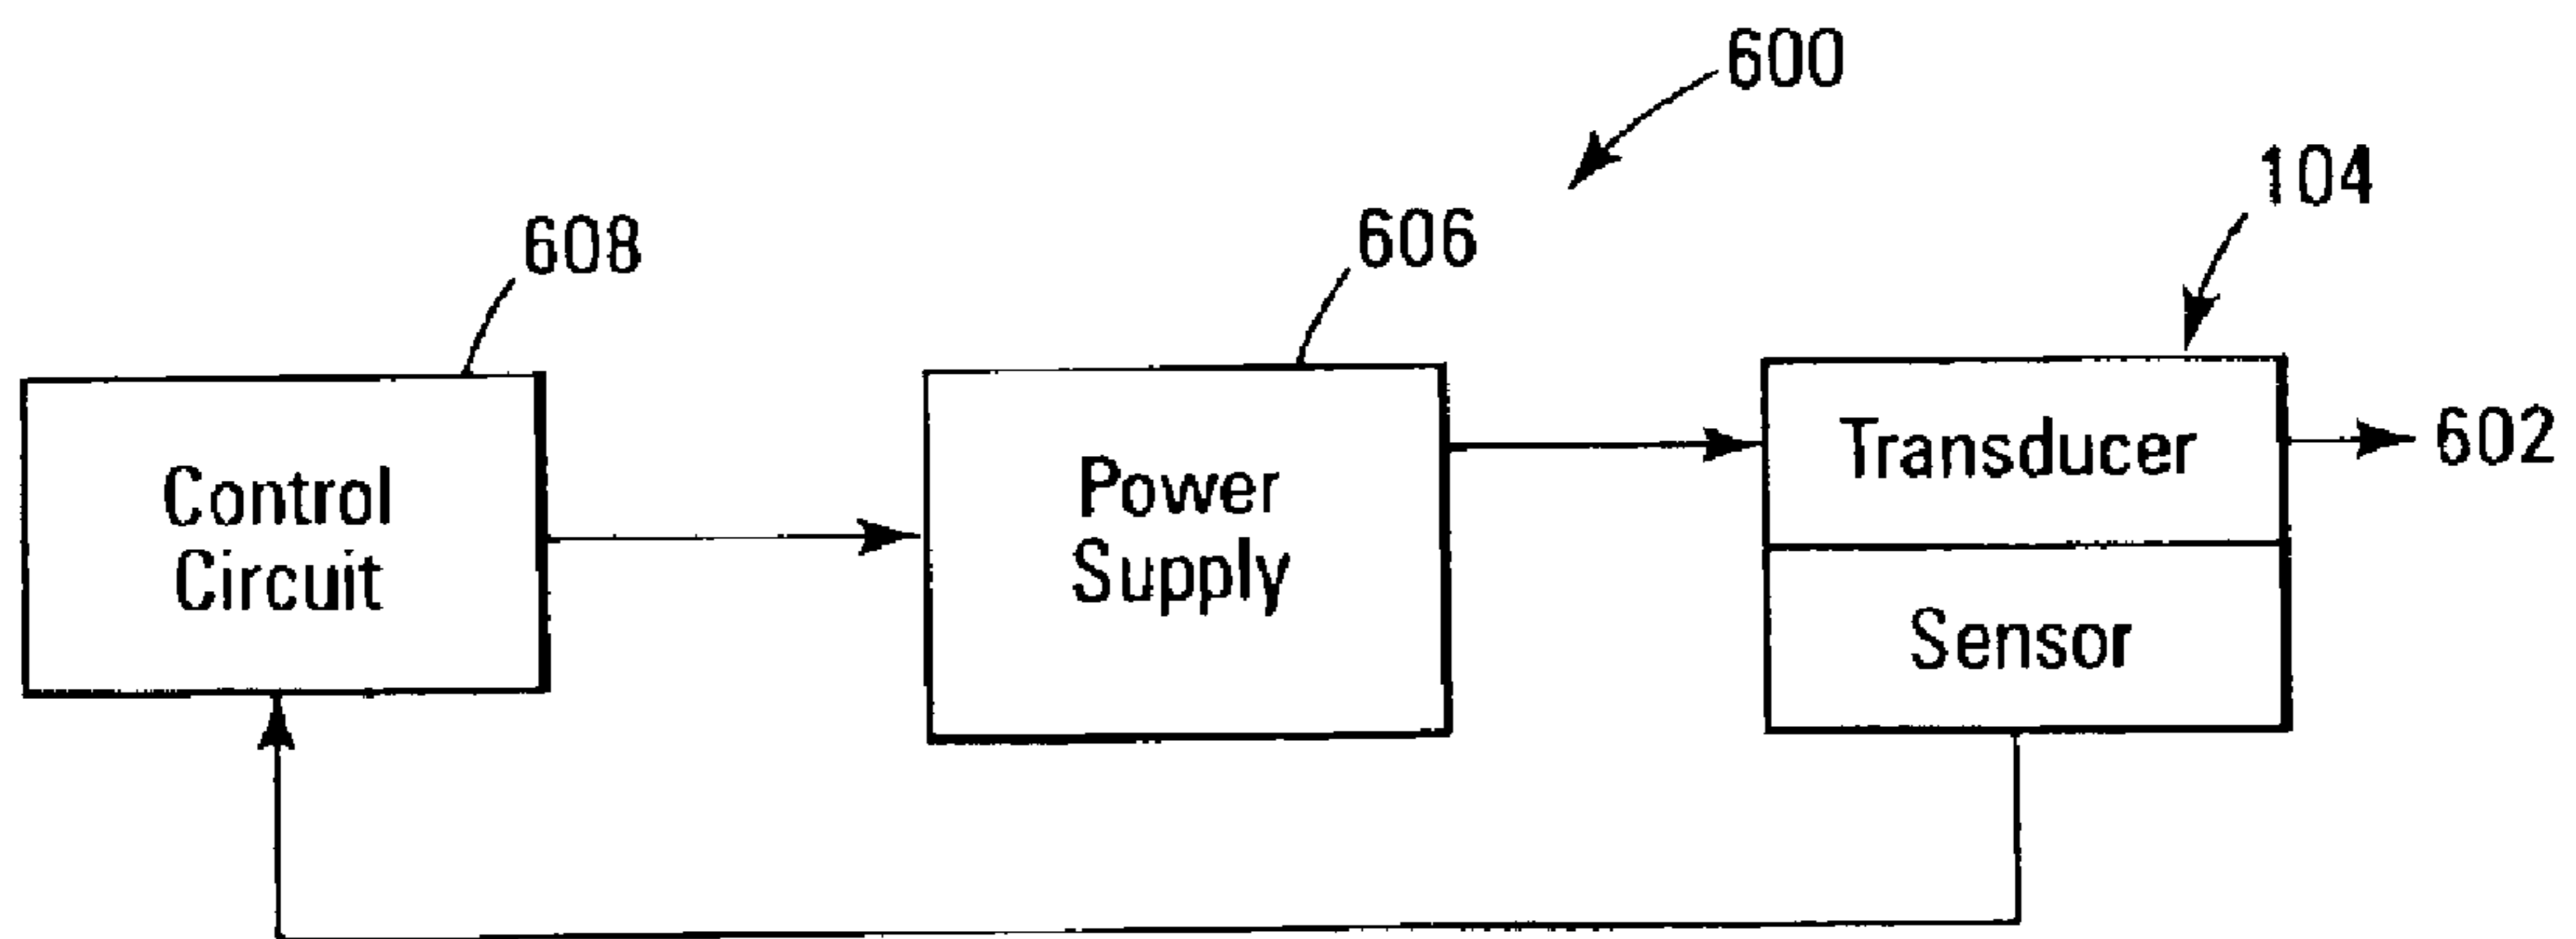 600
104
608
606
Transducer
602
Control
Circuit
Power
Supply
Sensor